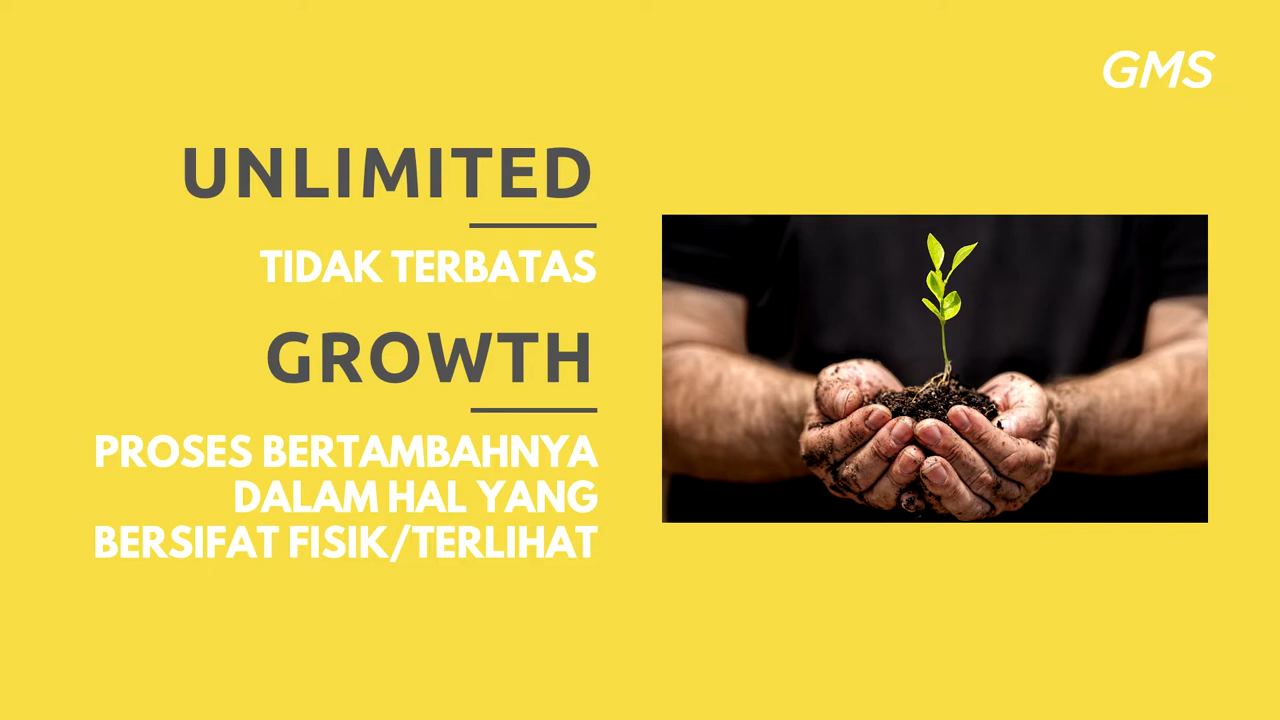 GMS
UNLIMITED
TIDAK TERBATAS
GROWTH
PROSES BERTAMBAHNYA
DALAM HAL YANG
BERSIFAT FISIK/TERLIHAT